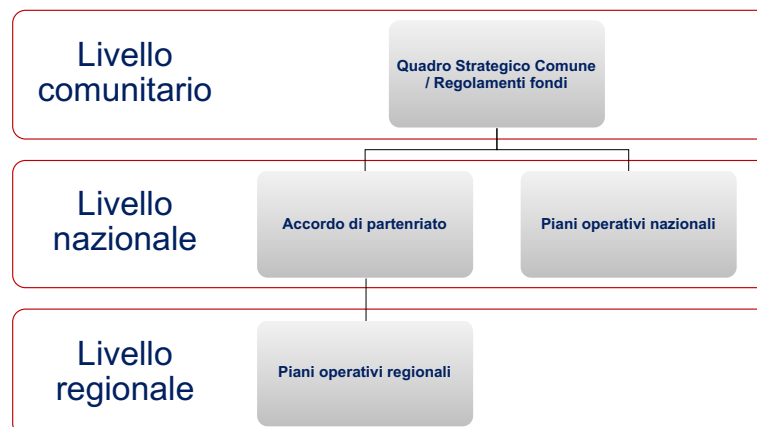 Livello
comunitario
Quadro Strategico Comune
/ Regolamenti fondi
Livello
nazionale
Accordo di partenriato
Piani operativi nazionali
Livello
regionale
Piani operativi regionali